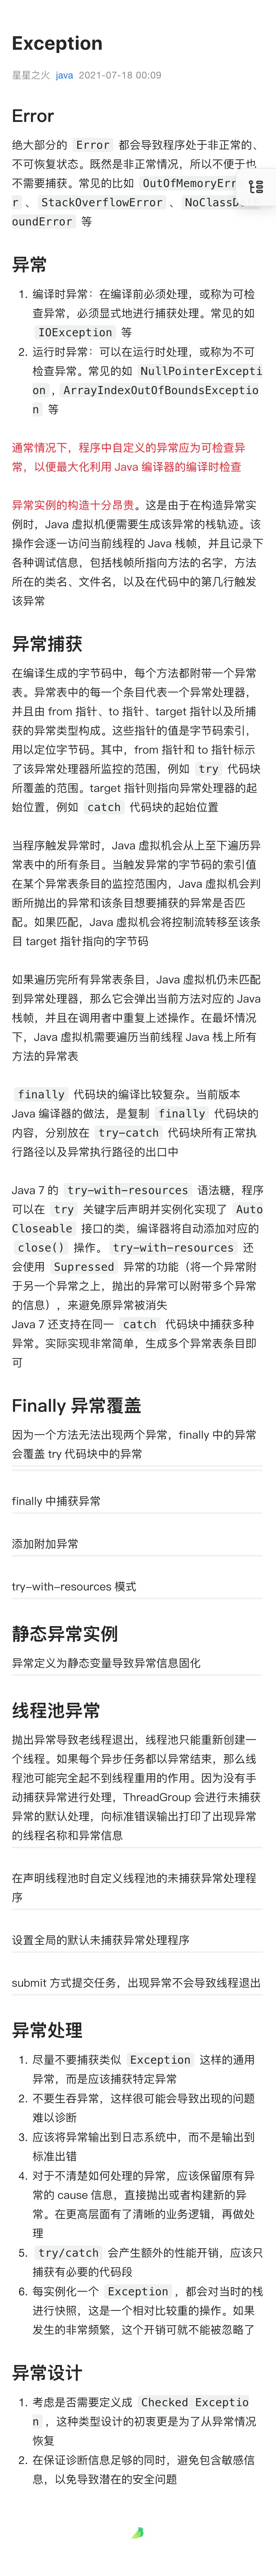 Exception
星星之火 java 2021-07-18 00:09
Error
绝大部分的 Error 都会导致程序处于非正常的、
不可恢复状态。既然是非正常情况，所以不便于也
不需要捕获。常见的比如 OutOfMemoryErr
r 、 StackOverflowError 、 NoClassDef
oundError 等
异常
1. 编译时异常：在编译前必须处理，或称为可检
查异常，必须显式地进行捕获处理。常见的如
IOException 等
2. 运行时异常：可以在运行时处理，或称为不可
检查异常。常见的如 NullPointerExcepti
on , ArrayIndexOutOfBoundsExceptio
n 等
通常情况下，程序中自定义的异常应为可检查异
常，以便最大化利用 Java 编译器的编译时检查
异常实例的构造十分昂贵。这是由于在构造异常实
例时，Java 虚拟机便需要生成该异常的栈轨迹。该
操作会逐一访问当前线程的 Java 栈帧，并且记录下
各种调试信息，包括栈帧所指向方法的名字，方法
所在的类名、文件名，以及在代码中的第几行触发
该异常
异常捕获
在编译生成的字节码中，每个方法都附带一个异常
表。异常表中的每一个条目代表一个异常处理器，
并且由 from 指针、to 指针、target 指针以及所捕
获的异常类型构成。这些指针的值是字节码索引，
用以定位字节码。其中，from 指针和 to 指针标示
了该异常处理器所监控的范围，例如 try 代码块
所覆盖的范围。target 指针则指向异常处理器的起
始位置，例如 catch 代码块的起始位置
当程序触发异常时，Java 虚拟机会从上至下遍历异
常表中的所有条目。当触发异常的字节码的索引值
在某个异常表条目的监控范围内，Java 虚拟机会判
断所抛出的异常和该条目想要捕获的异常是否匹
配。如果匹配，Java 虚拟机会将控制流转移至该条
目 target 指针指向的字节码
如果遍历完所有异常表条目，Java 虚拟机仍未匹配
到异常处理器，那么它会弹出当前方法对应的 Java
栈帧，并且在调用者中重复上述操作。在最坏情况
下，Java 虚拟机需要遍历当前线程 Java 栈上所有
方法的异常表
finally 代码块的编译比较复杂。当前版本
Java 编译器的做法，是复制 finally 代码块的
内容，分别放在 try-catch 代码块所有正常执
行路径以及异常执行路径的出口中
Java 7 的 try-with-resources 语法糖，程序
可以在 try 关键字后声明并实例化实现了 Auto
Closeable 接口的类，编译器将自动添加对应的
close() 操作。 try-with-resources 还
会使用 Supressed 异常的功能（将一个异常附
于另一个异常之上，抛出的异常可以附带多个异常
的信息），来避免原异常被消失
Java 7 还支持在同一 catch 代码块中捕获多种
异常。实际实现非常简单，生成多个异常表条目即
可
Finally 异常覆盖
因为一个方法无法出现两个异常，finally 中的异常
会覆盖 try 代码块中的异常
finally 中捕获异常
添加附加异常
try-with-resources 模式
静态异常实例
异常定义为静态变量导致异常信息固化
线程池异常
抛出异常导致老线程退出，线程池只能重新创建一
个线程。如果每个异步任务都以异常结束，那么线
程池可能完全起不到线程重用的作用。因为没有手
动捕获异常进行处理，ThreadGroup 会进行未捕获
异常的默认处理，向标准错误输出打印了出现异常
的线程名称和异常信息
在声明线程池时自定义线程池的未捕获异常处理程
序
设置全局的默认未捕获异常处理程序
submit 方式提交任务，出现异常不会导致线程退出
异常处理
1. 尽量不要捕获类似 Exception 这样的通用
异常，而是应该捕获特定异常
2. 不要生吞异常，这样很可能会导致出现的问题
难以诊断
3. 应该将异常输出到日志系统中，而不是输出到
标准出错
4. 对于不清楚如何处理的异常，应该保留原有异
常的 cause 信息，直接抛出或者构建新的异
常。在更高层面有了清晰的业务逻辑，再做处
理
5. try/catch 会产生额外的性能开销，应该只
捕获有必要的代码段
6. 每实例化一个 Exception ，都会对当时的栈
进行快照，这是一个相对比较重的操作。如果
发生的非常频繁，这个开销可就不能被忽略了
异常设计
1. 考虑是否需要定义成 Checked Exceptio
n ，这种类型设计的初衷更是为了从异常情况
恢复
2. 在保证诊断信息足够的同时，避免包含敏感信
息，以免导致潜在的安全问题